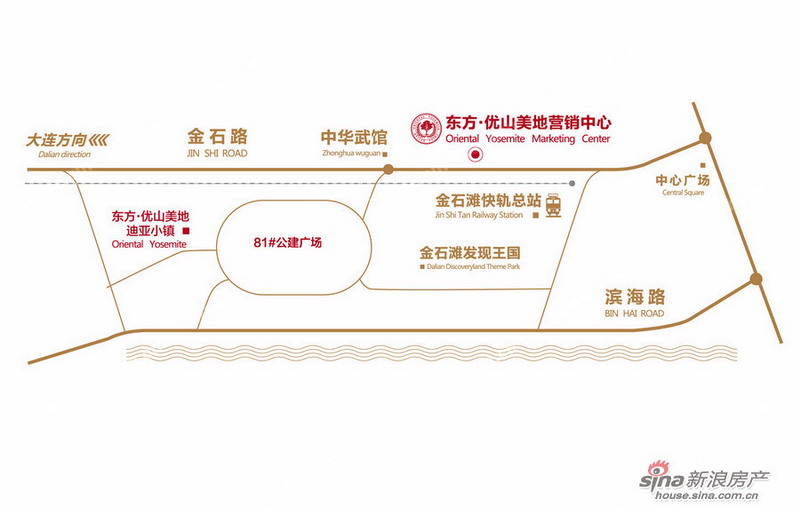 大连方向
Dalian direction
金石路
JIN SHI ROAD
中华武馆
Zhonghua wuguan
东方·优山美地营销中心
Oriental Yosemite Marketing Center
中心广场
Central Square
金石滩快轨总站
Jin Shi Tan Railway Station
东方·优山美地
迪亚小镇
Oriental Yosemite
81#公建广场
金石滩发现王国
Dalian Discoveryland Theme Park
滨海路
BIN HAI ROAD
sina新浪房产
house.sina.com.cn